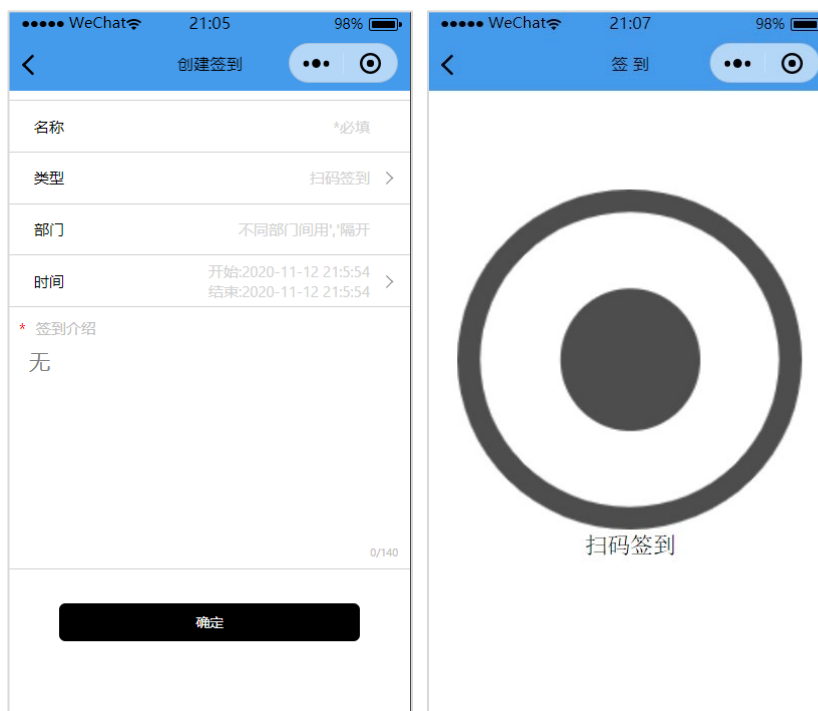 WeChat 21:05 98%
创建签到
名称 *必填
类型 扫码签到
部门 不同部门间用','隔开
时间 开始:2020-11-12 21:5:54
结束:2020-11-12 21:5:54
* 签到介绍
无
0/140
确定
WeChat 21:07 98%
签 到
扫码签到